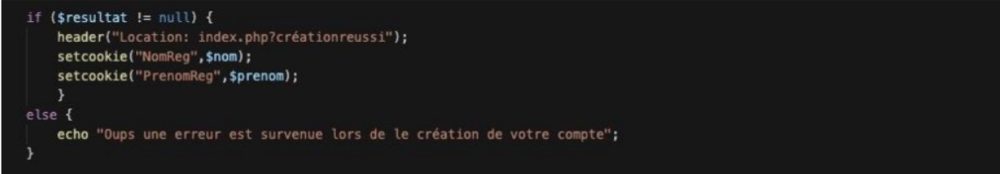 if ($resultat != null) {
header("Location: index.php?créationreussi");
setcookie("NomReg",$nom);
setcookie("PrenomReg",$prenom);
}
else {
echo "Oups une erreur est survenue lors de le création de votre compte";
}